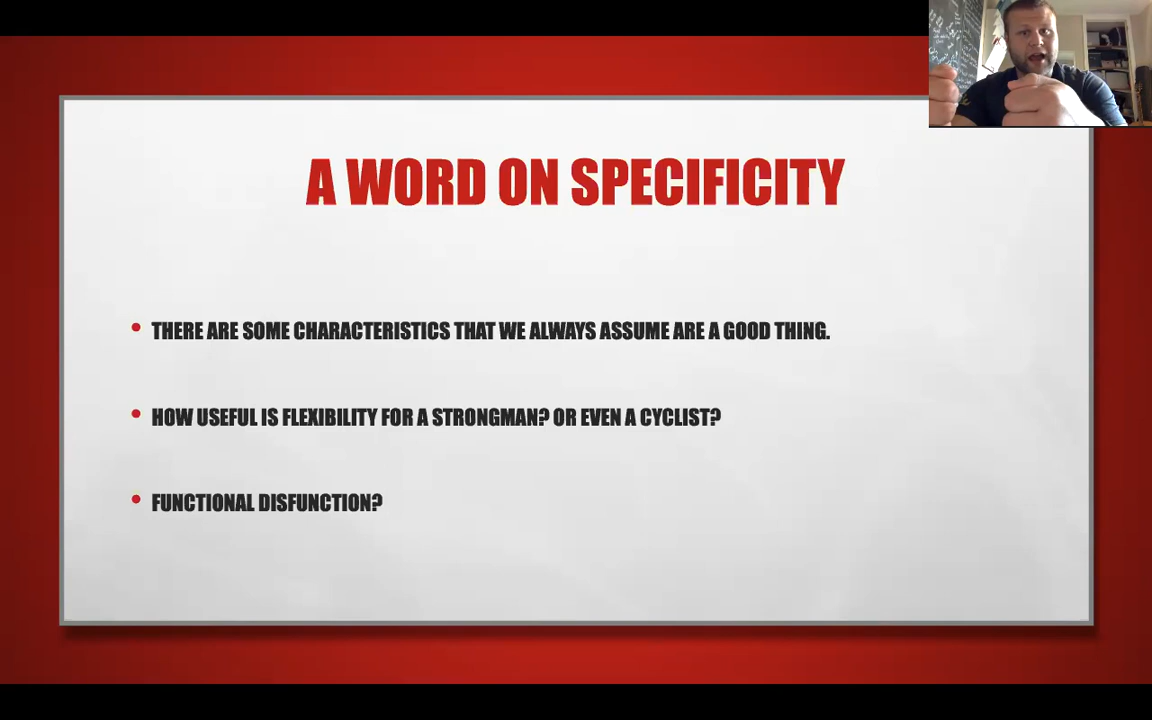 A WORD ON SPECIFICITY
THERE ARE SOME CHARACTERISTICS THAT WE ALWAYS ASSUME ARE A GOOD THING.
HOW USEFUL IS FLEXIBILITY FOR A STRONGMAN? OR EVEN A CYCLIST?
FUNCTIONAL DISFUNCTION?